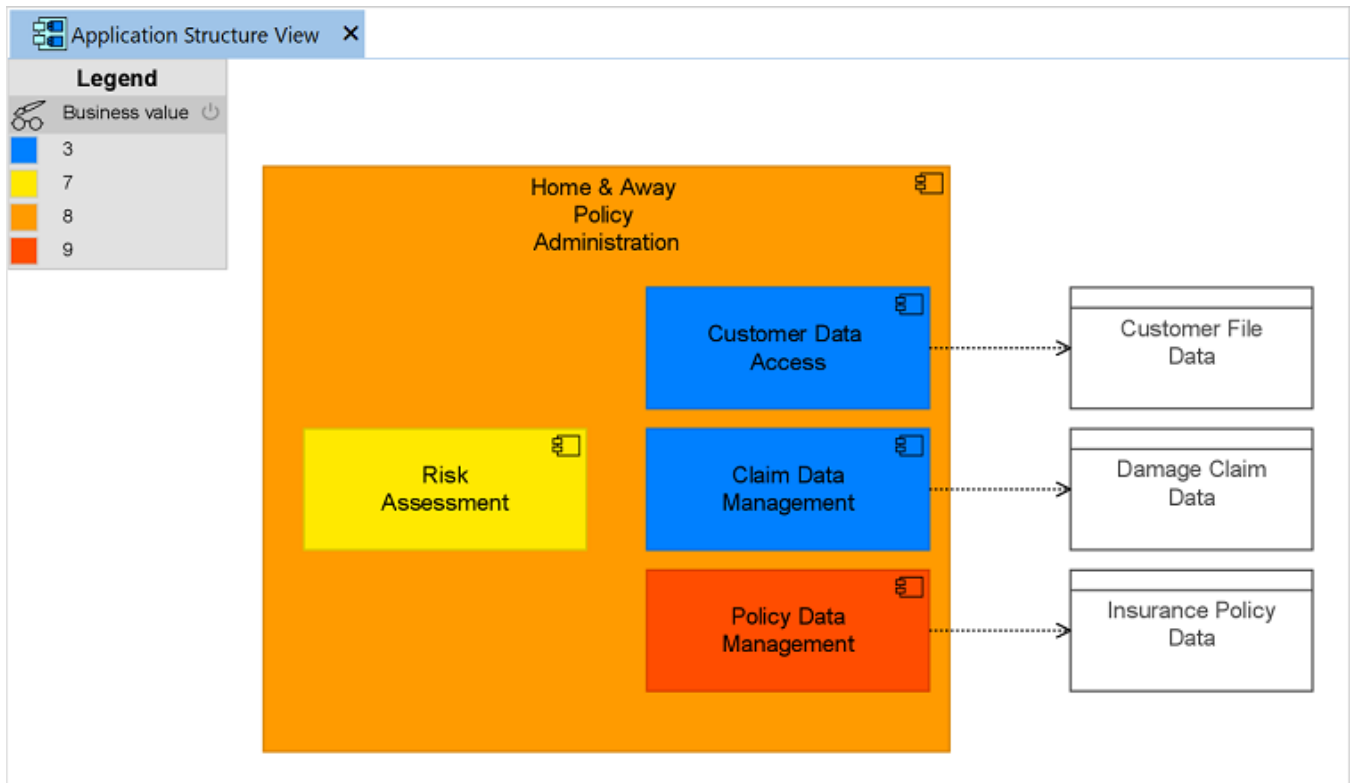 Application Structure View
Legend
Business value
3
7
8
9
Home & Away
Policy
Administration
Customer Data
Access
Customer File
Data
Risk
Assessment
Claim Data
Management
Damage Claim
Data
Policy Data
Management
Insurance Policy
Data